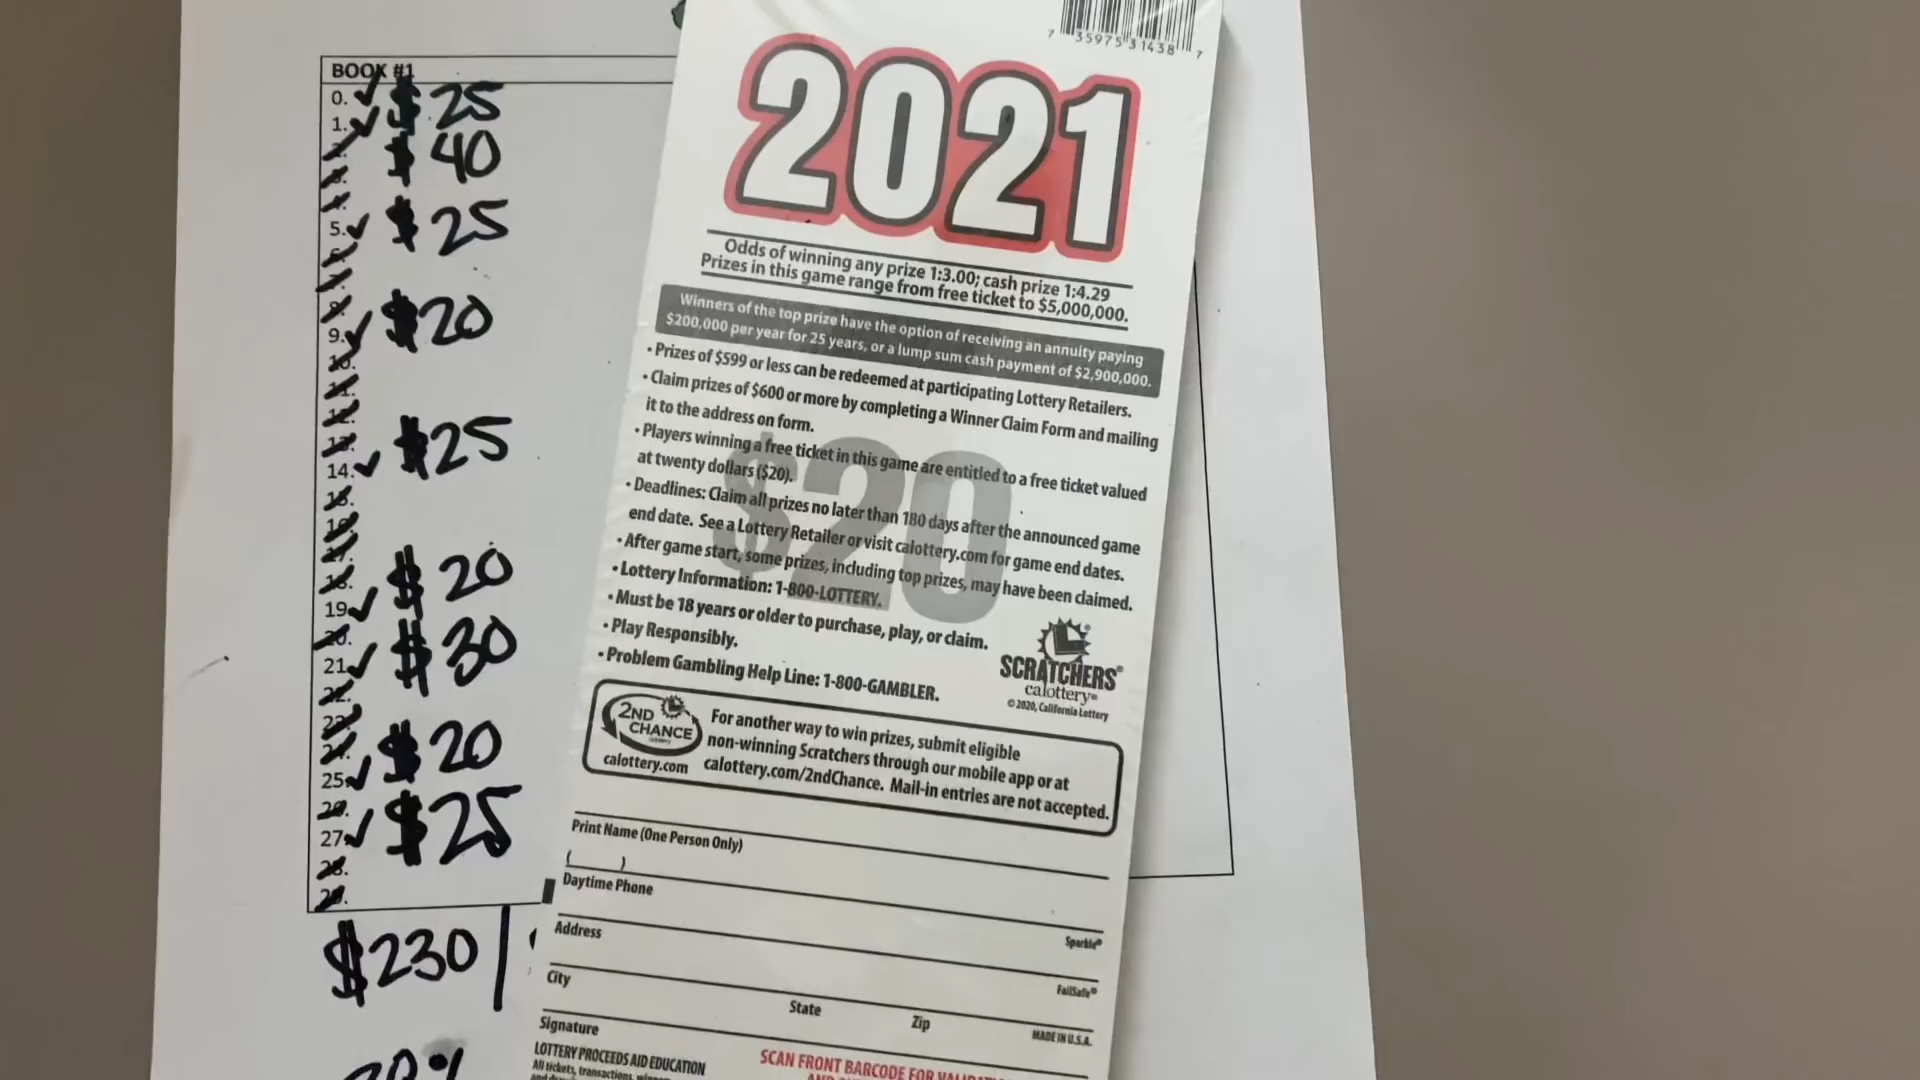 BOOK #1
0. ✓ $25
1. ✓ $40
5. ✓ $25
9. ✓ $20
14. ✓ $25
19. ✓ $20
21. ✓ $30
25. ✓ $20
27. ✓ $25
$230
7 35975 31438 7
2021
Odds of winning any prize 1:3.00; cash prize 1:4.29
Prizes in this game range from free ticket to $5,000,000.
Winners of the top prize have the option of receiving an annuity paying
$200,000 per year for 25 years, or a lump sum cash payment of $2,900,000.
• Prizes of $599 or less can be redeemed at participating Lottery Retailers.
• Claim prizes of $600 or more by completing a Winner Claim Form and mailing
it to the address on form.
• Players winning a free ticket in this game are entitled to a free ticket valued
at twenty dollars ($20).
• Deadlines: Claim all prizes no later than 180 days after the announced game
end date. See a Lottery Retailer or visit calottery.com for game end dates.
• After game start, some prizes, including top prizes, may have been claimed.
• Lottery Information: 1-800-LOTTERY.
• Must be 18 years or older to purchase, play, or claim.
• Play Responsibly.
• Problem Gambling Help Line: 1-800-GAMBLER.
$20
SCRATCHERS®
calottery®
© 2020, California Lottery
2ND
CHANCE
calottery.com
For another way to win prizes, submit eligible
non-winning Scratchers through our mobile app or at
calottery.com/2ndChance. Mail-in entries are not accepted.
Print Name (One Person Only)
( )
Daytime Phone
Address
Sparkle®
City
State
Zip
FailSafe®
Signature
MADE IN U.S.A.
LOTTERY PROCEEDS AID EDUCATION
All tickets, transactions,
SCAN FRONT BARCODE FOR